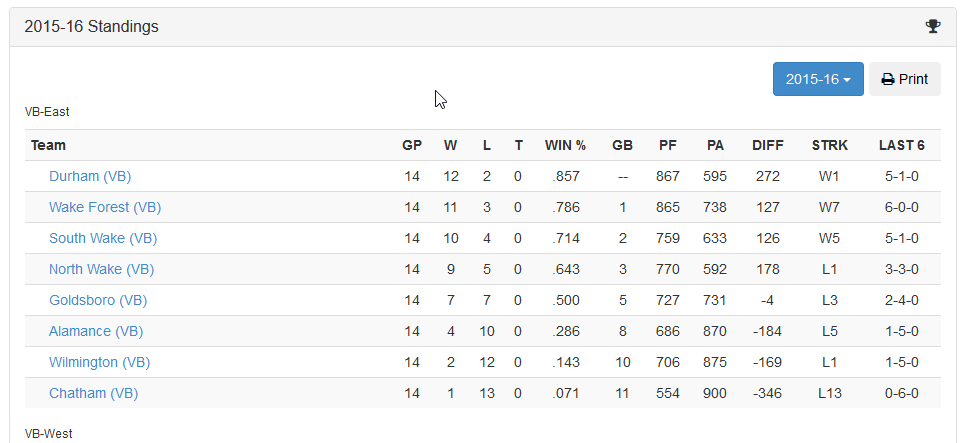 2015-16 Standings
2015-16
Print
VB-East
Team GP W L T WIN % GB PF PA DIFF STRK LAST 6
Durham (VB) 14 12 2 0 .857 -- 867 595 272 W1 5-1-0
Wake Forest (VB) 14 11 3 0 .786 1 865 738 127 W7 6-0-0
South Wake (VB) 14 10 4 0 .714 2 759 633 126 W5 5-1-0
North Wake (VB) 14 9 5 0 .643 3 770 592 178 L1 3-3-0
Goldsboro (VB) 14 7 7 0 .500 5 727 731 -4 L3 2-4-0
Alamance (VB) 14 4 10 0 .286 8 686 870 -184 L5 1-5-0
Wilmington (VB) 14 2 12 0 .143 10 706 875 -169 L1 1-5-0
Chatham (VB) 14 1 13 0 .071 11 554 900 -346 L13 0-6-0
VB-West